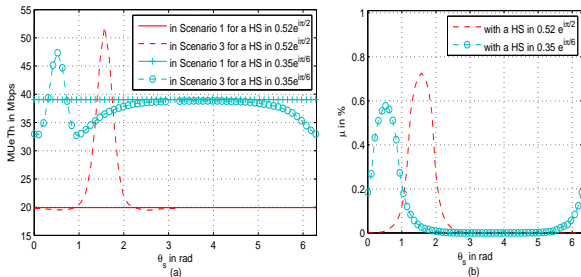 in Scenario 1 for a HS in 0.52 e^{iπ/2}
in Scenario 3 for a HS in 0.52e^{iπ/2}
in Scenario 1 for a HS in 0.35e^{iπ/6}
in Scenario 3 for a HS in 0.35e^{iπ/6}
MUeTh in Mbps
55
50
45
40
35
30
25
20
15
0 1 2 3 4 5 6
θ_s in rad
(a)
with a HS in 0.52 e^{iπ/2}
with a HS in 0.35 e^{iπ/6}
μ in %
1
0.8
0.6
0.4
0.2
0
0 1 2 3 4 5 6
θ_s in rad
(b)